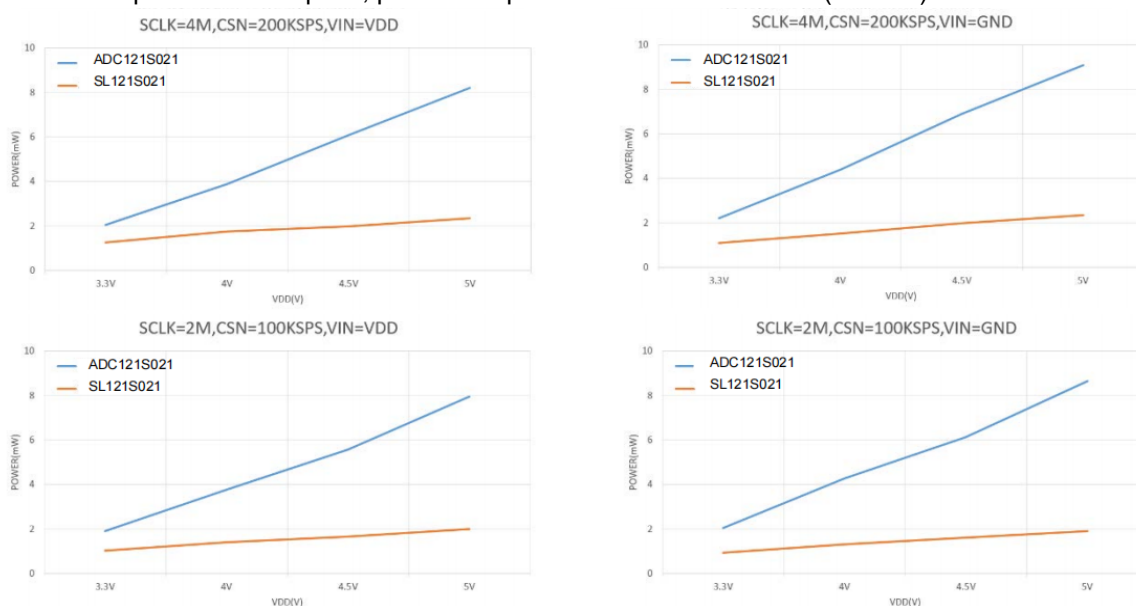 SCLK=4M,CSN=200KSPS,VIN=VDD
10
8
6
4
2
0
POWER(mW)
ADC121S021
SL121S021
3.3V 4V 4.5V 5V
VDD(V)
SCLK=4M,CSN=200KSPS,VIN=GND
10
8
6
4
2
0
POWER(mW)
ADC121S021
SL121S021
3.3V 4V 4.5V 5V
VDD(V)
SCLK=2M,CSN=100KSPS,VIN=VDD
10
8
6
4
2
0
POWER(mW)
ADC121S021
SL121S021
3.3V 4V 4.5V 5V
VDD(V)
SCLK=2M,CSN=100KSPS,VIN=GND
10
8
6
4
2
0
POWER(mW)
ADC121S021
SL121S021
3.3V 4V 4.5V 5V
VDD(V)